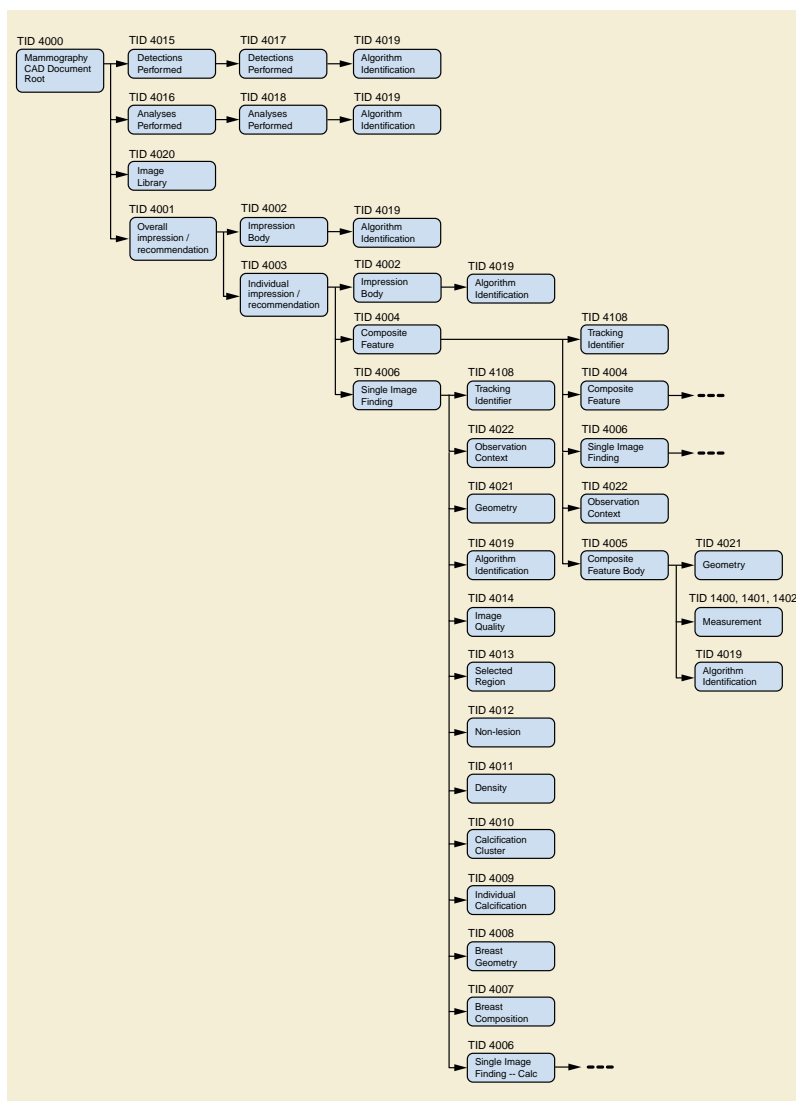 TID 4000
Mammography
CAD Document
Root
TID 4015
Detections
Performed
TID 4017
Detections
Performed
TID 4019
Algorithm
Identification
TID 4016
Analyses
Performed
TID 4018
Analyses
Performed
TID 4019
Algorithm
Identification
TID 4020
Image
Library
TID 4001
Overall
impression /
recommendation
TID 4002
Impression
Body
TID 4019
Algorithm
Identification
TID 4003
Individual
impression /
recommendation
TID 4002
Impression
Body
TID 4019
Algorithm
Identification
TID 4004
Composite
Feature
TID 4108
Tracking
Identifier
TID 4006
Single Image
Finding
TID 4108
Tracking
Identifier
TID 4004
Composite
Feature
TID 4022
Observation
Context
TID 4006
Single Image
Finding
TID 4021
Geometry
TID 4022
Observation
Context
TID 4019
Algorithm
Identification
TID 4005
Composite
Feature Body
TID 4021
Geometry
TID 4014
Image
Quality
TID 1400, 1401, 1402
Measurement
TID 4013
Selected
Region
TID 4019
Algorithm
Identification
TID 4012
Non-lesion
TID 4011
Density
TID 4010
Calcification
Cluster
TID 4009
Individual
Calcification
TID 4008
Breast
Geometry
TID 4007
Breast
Composition
TID 4006
Single Image
Finding -- Calc